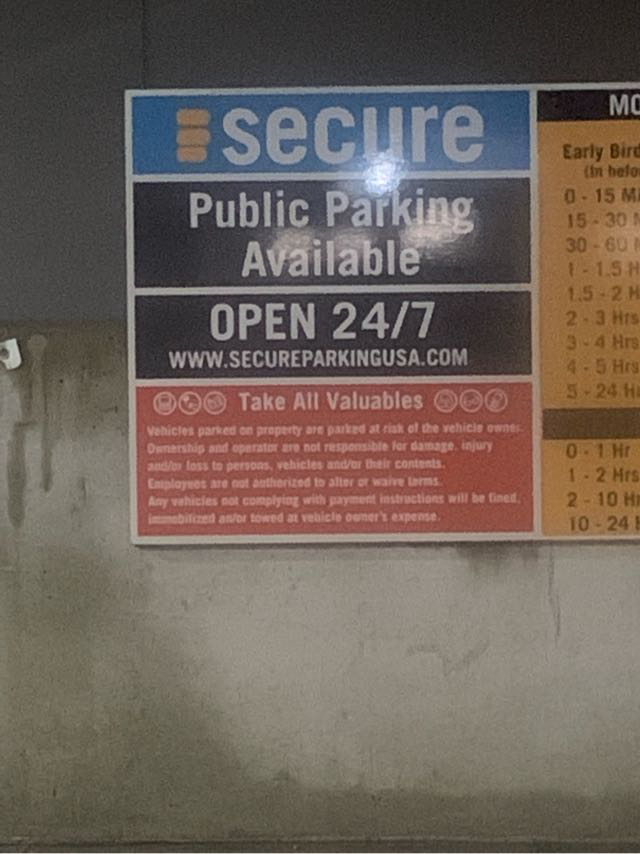 secure
Public Parking
Available
OPEN 24/7
WWW.SECUREPARKINGUSA.COM
Take All Valuables
Vehicles parked on property are parked at risk of the vehicle owner.
Ownership and operator are not responsible for damage, injury
and/or loss to persons, vehicles and/or their contents.
Employees are not authorized to alter or waive terms.
Any vehicles not complying with payment instructions will be fined,
immobilized and/or towed at vehicle owner's expense.
MO
Early Bird
(In befo
0 - 15 Mi
15 - 30
30 - 60
1 - 1.5 H
1.5 - 2 H
2 - 3 Hrs
3 - 4 Hrs
4 - 5 Hrs
5 - 24 H
0 - 1 Hr
1 - 2 Hrs
2 - 10 H
10 - 24